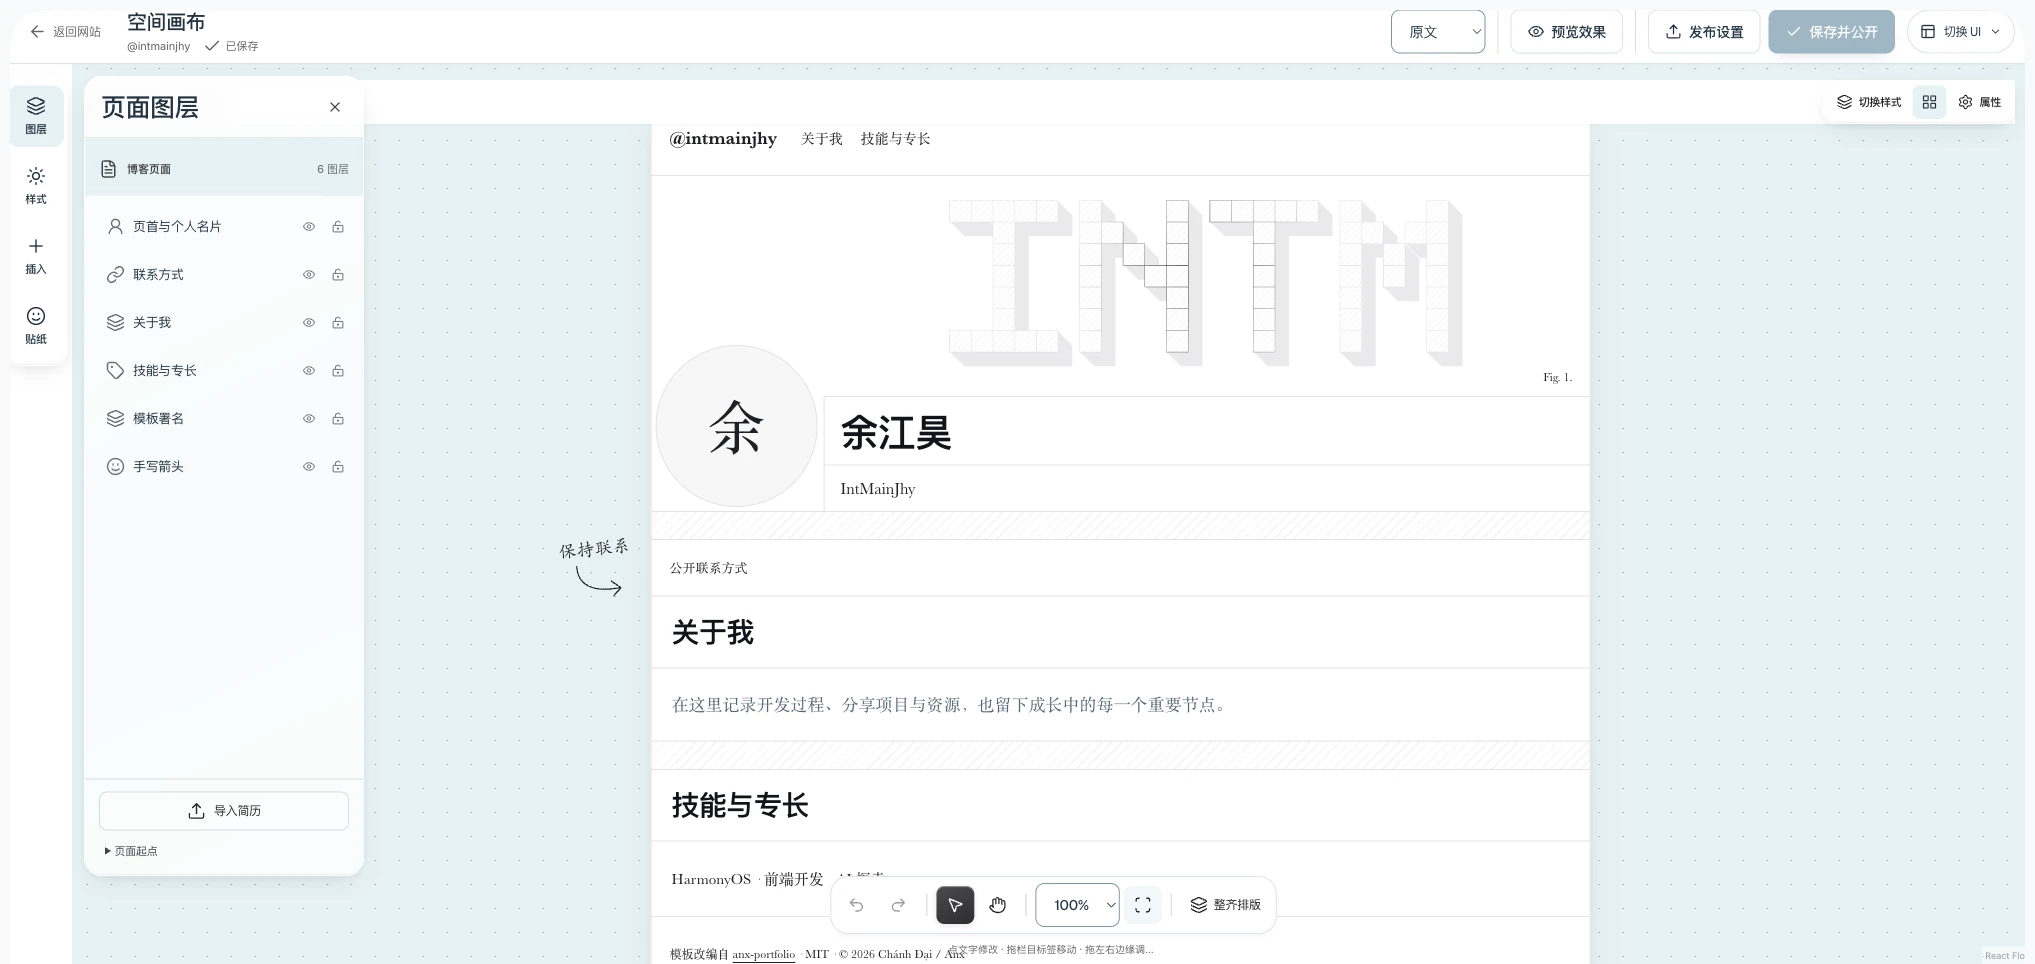 返回网站
空间画布
@intmainjhy 已保存
原文
预览效果
发布设置
保存并公开
切换 UI
图层
样式
插入
贴纸
页面图层
博客页面 6 图层
页首与个人名片
联系方式
关于我
技能与专长
模板署名
手写箭头
导入简历
页面起点
切换样式
属性
@intmainjhy 关于我 技能与专长
INTM
Fig. 1.
余
余江昊
IntMainJhy
保持联系
公开联系方式
关于我
在这里记录开发过程、分享项目与资源，也留下成长中的每一个重要节点。
技能与专长
HarmonyOS · 前端开发
100%
整齐排版
模板改编自 anx-portfolio · MIT · © 2026 Chánh Đại / Anx
点文字修改 · 拖栏目标签移动 · 拖左右边缘调...
React Flo